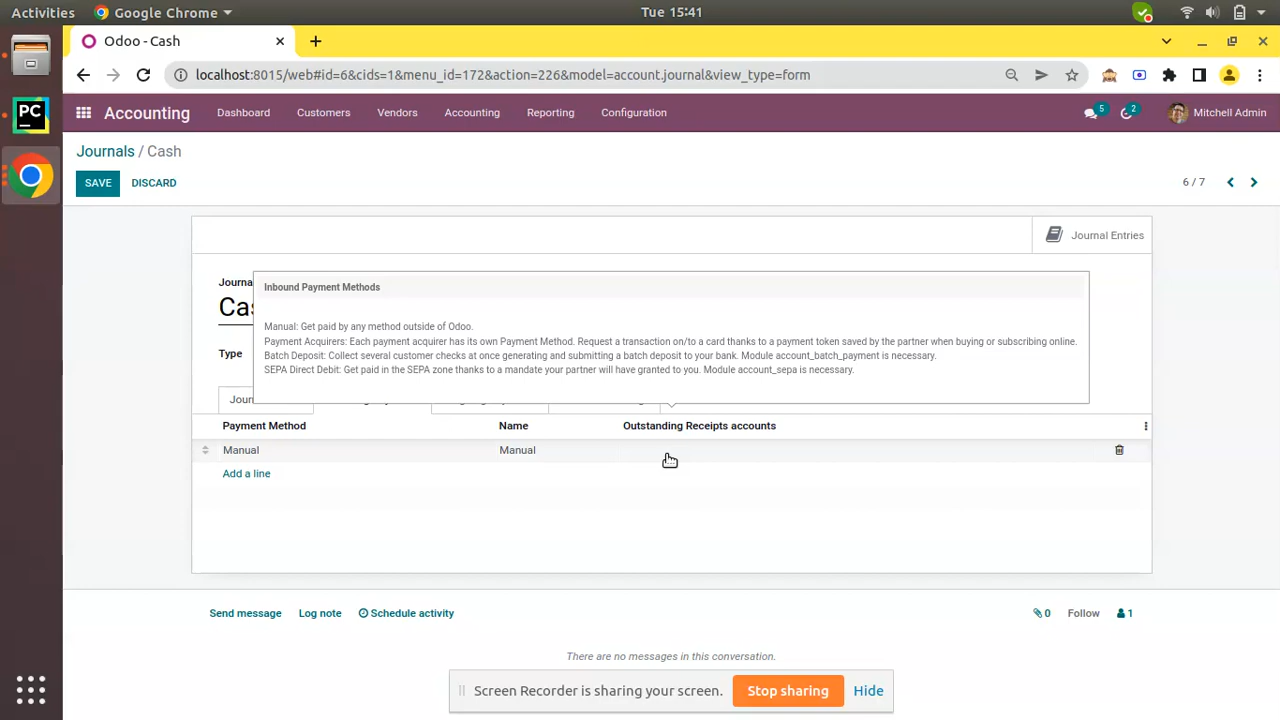 Activities
Google Chrome
Tue 15:41
Odoo - Cash
localhost:8015/web#id=6&cids=1&menu_id=172&action=226&model=account.journal&view_type=form
PC
Accounting
Dashboard
Customers
Vendors
Accounting
Reporting
Configuration
5
2
Mitchell Admin
Journals / Cash
SAVE
DISCARD
6 / 7
Journal Entries
Journa
Cas
Type
Inbound Payment Methods
Manual: Get paid by any method outside of Odoo.
Payment Acquirers: Each payment acquirer has its own Payment Method. Request a transaction on/to a card thanks to a payment token saved by the partner when buying or subscribing online.
Batch Deposit: Collect several customer checks at once generating and submitting a batch deposit to your bank. Module account_batch_payment is necessary.
SEPA Direct Debit: Get paid in the SEPA zone thanks to a mandate your partner will have granted to you. Module account_sepa is necessary.
Journ
Payment Method
Name
Outstanding Receipts accounts
Manual
Manual
Add a line
Send message
Log note
Schedule activity
0
Follow
1
There are no messages in this conversation.
Screen Recorder is sharing your screen.
Stop sharing
Hide